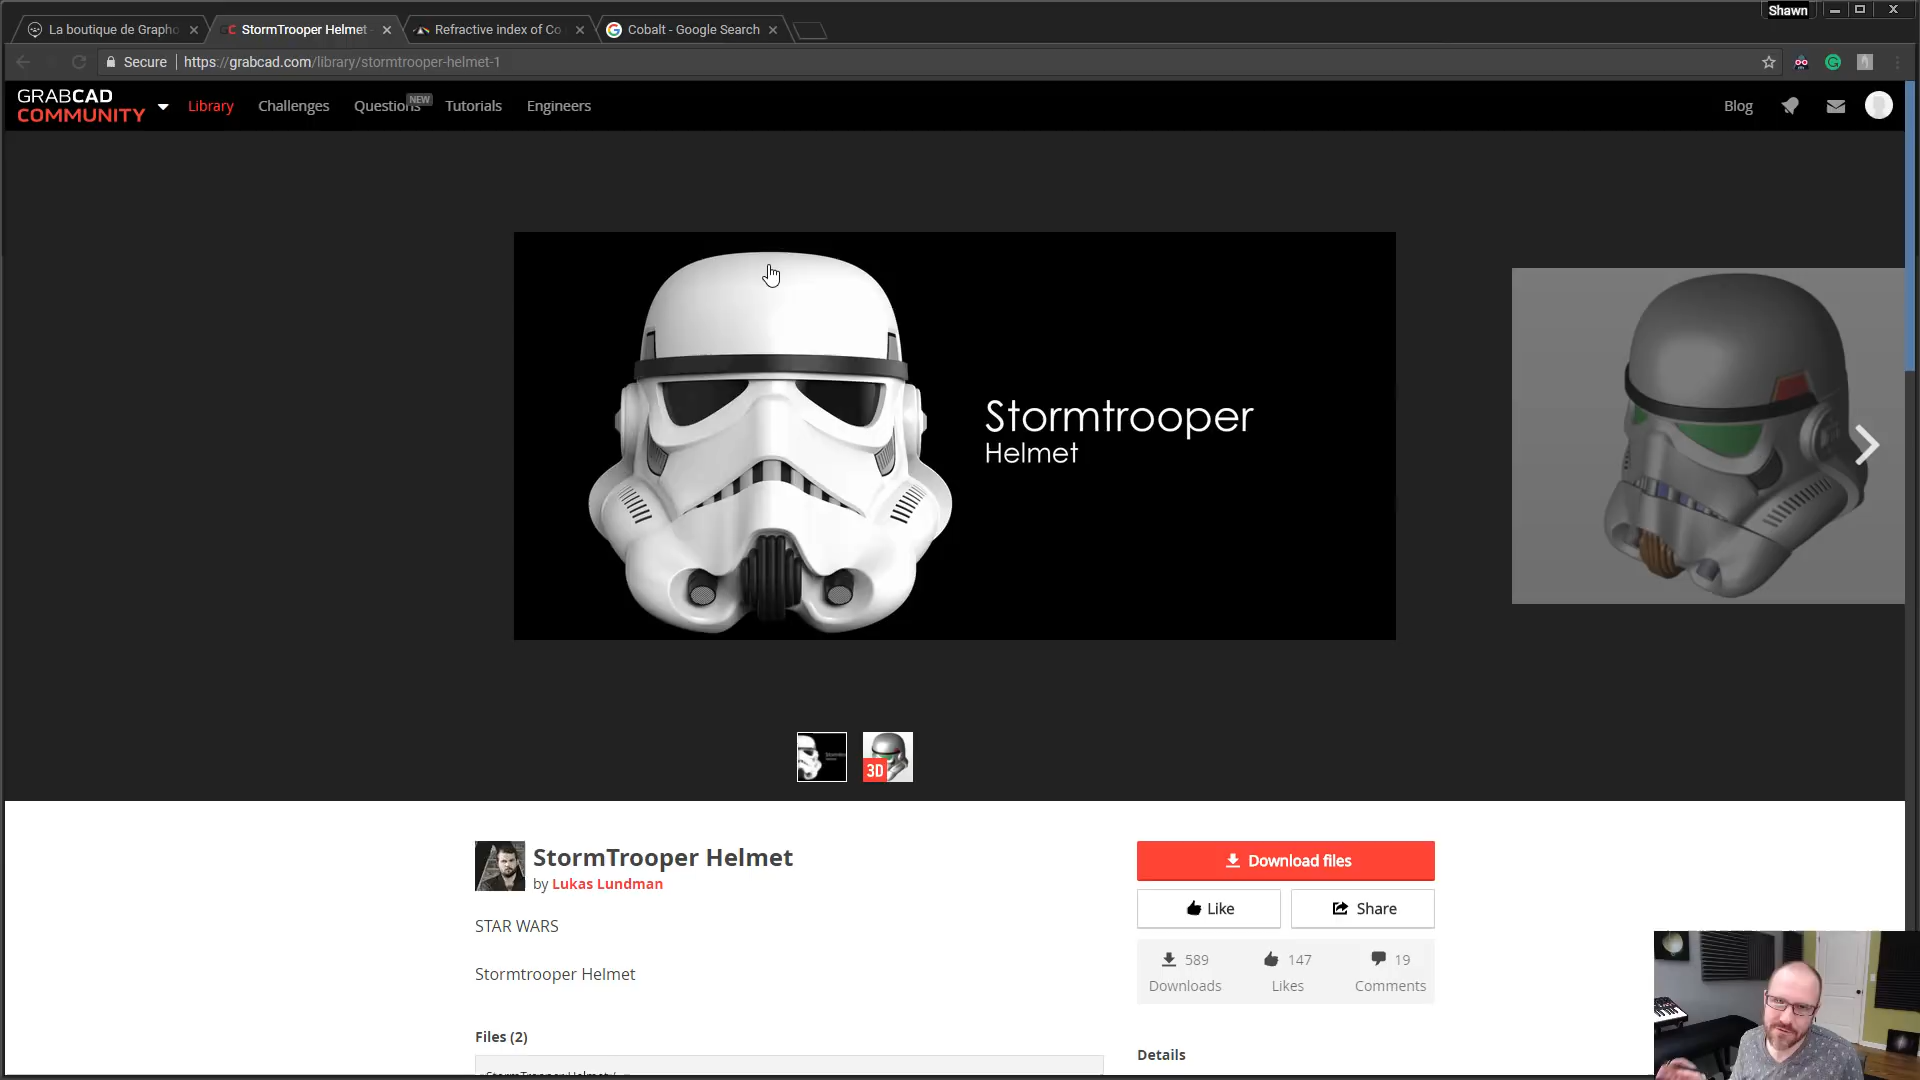 Shawn
La boutique de Grapho
StormTrooper Helmet
Refractive index of Co
Cobalt - Google Search
Secure
https://grabcad.com/library/stormtrooper-helmet-1
GRABCAD
COMMUNITY
Library
Challenges
Questions
NEW
Tutorials
Engineers
Blog
Stormtrooper
Helmet
3D
StormTrooper Helmet
by Lukas Lundman
STAR WARS
Stormtrooper Helmet
Files (2)
Download files
Like
Share
589
147
19
Downloads
Likes
Comments
Details